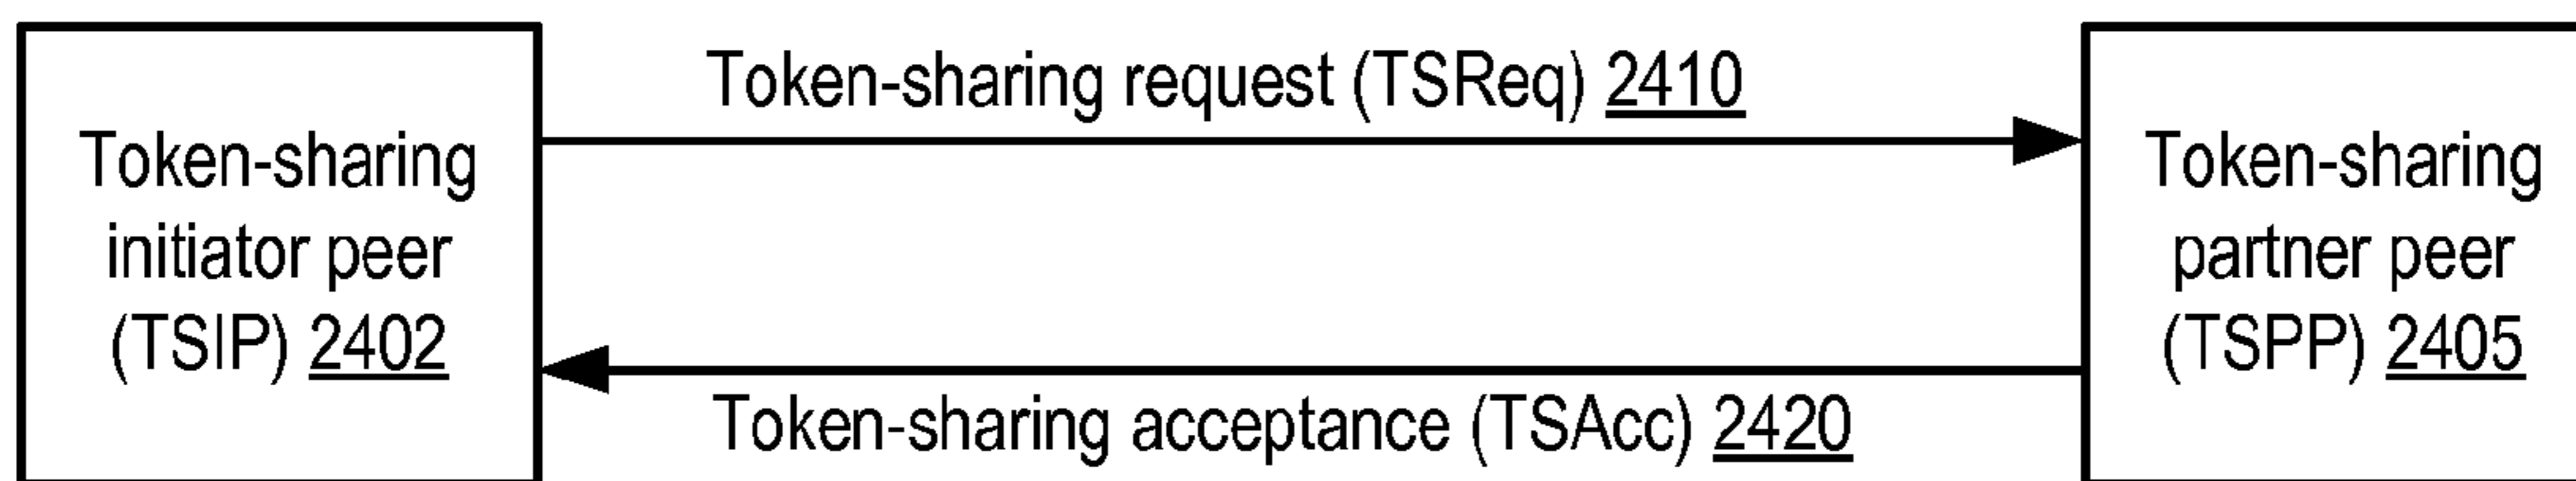 Token-sharing
initiator peer
(TSIP) 2402
Token-sharing request (TSReq) 2410
Token-sharing acceptance (TSAcc) 2420
Token-sharing
partner peer
(TSPP) 2405